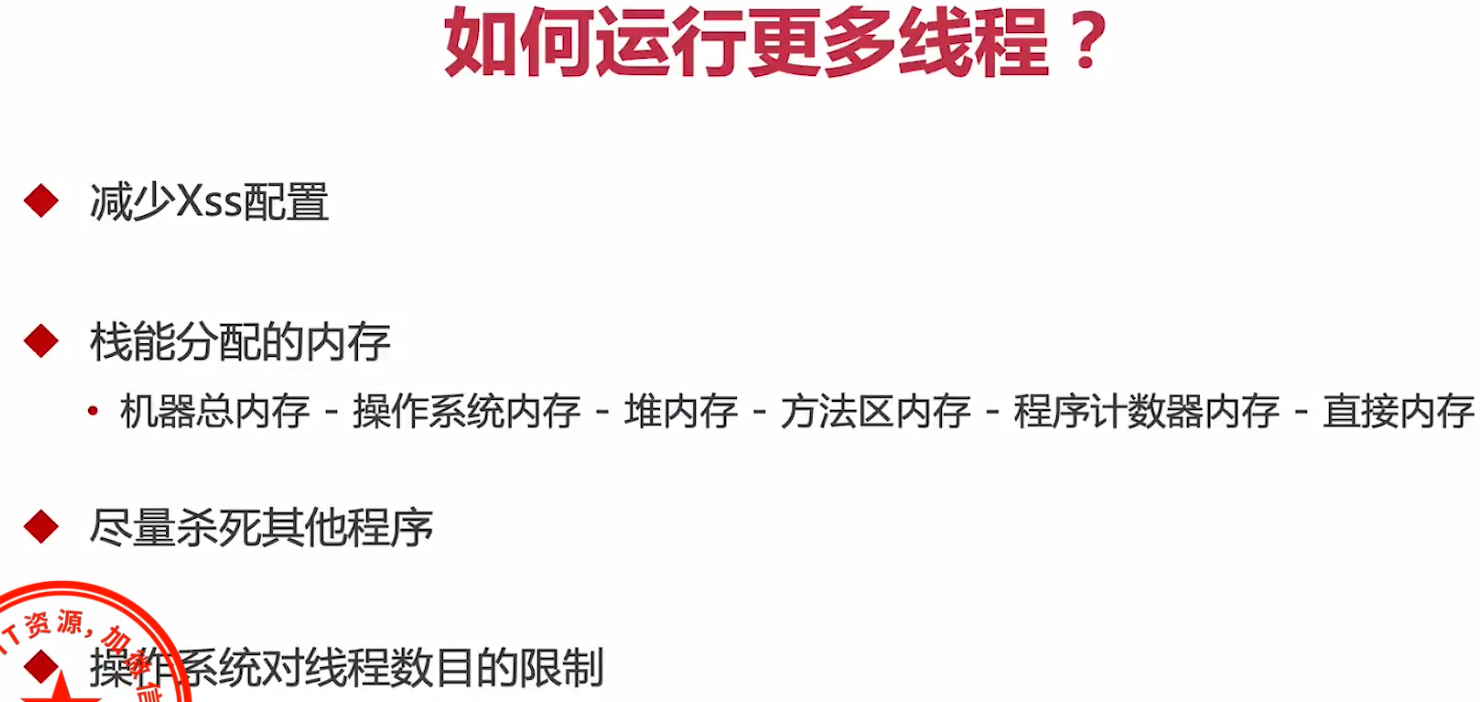 如何运行更多线程？
减少Xss配置
栈能分配的内存
机器总内存 - 操作系统内存 - 堆内存 - 方法区内存 - 程序计数器内存 - 直接内存
尽量杀死其他程序
IT资源,加微信
操作系统对线程数目的限制